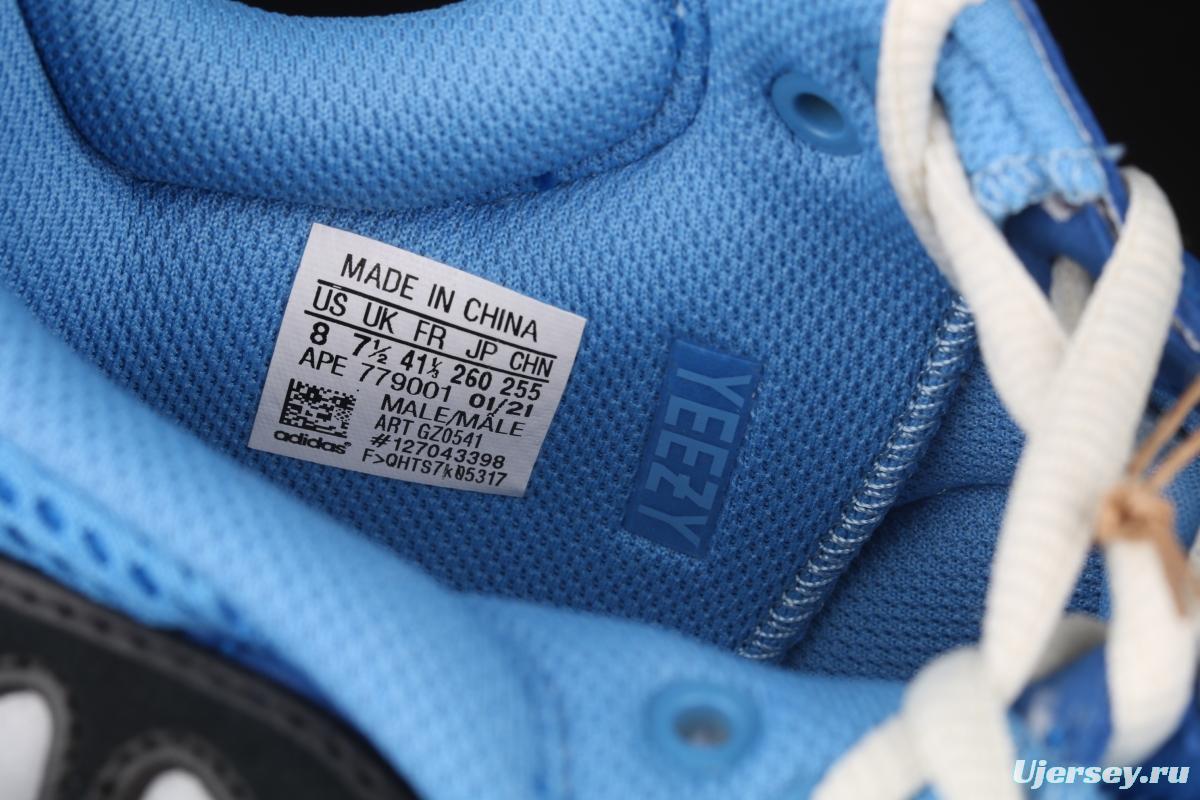 MADE IN CHINA
US UK FR JP CHN
8 7½ 41⅓ 260 255
APE 779001 01/21
MALE/MÂLE
ART GZ0541
#127043398
adidas®
F>QHTS7k05317
YEEZY
Ujersey.ru